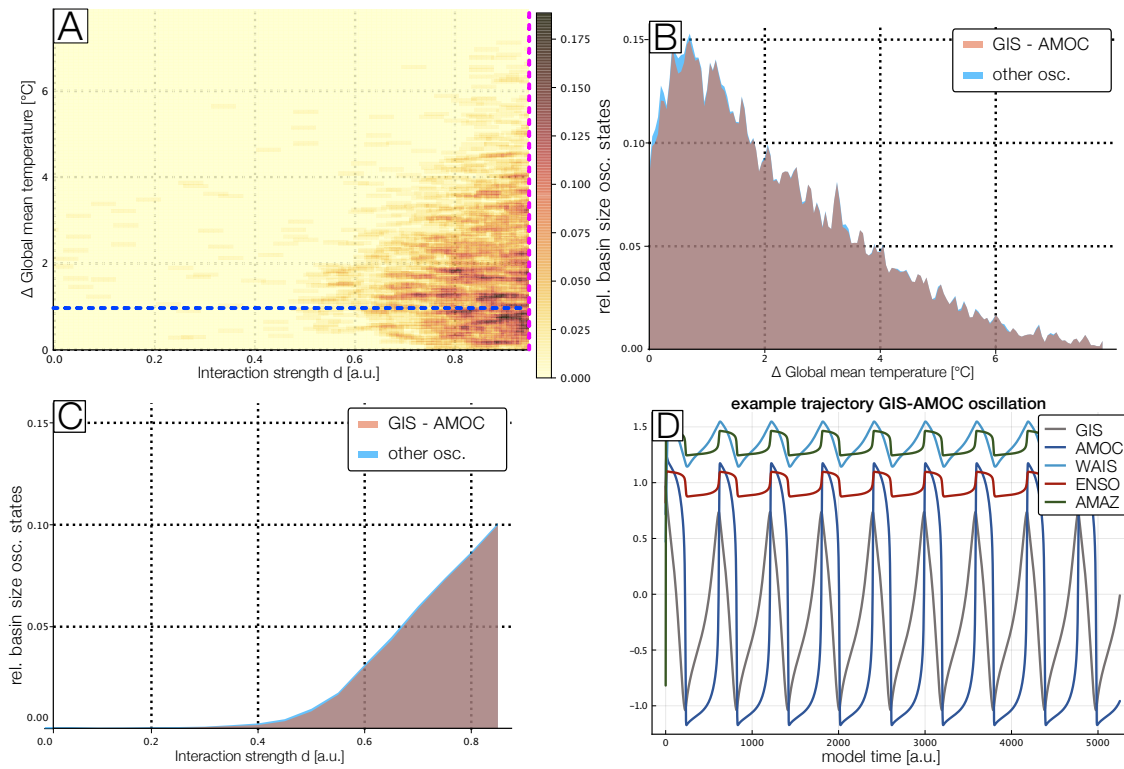 A
Δ Global mean temperature [°C]
6
4
2
0
0.0
0.2
0.4
0.6
0.8
Interaction strength d [a.u.]
0.175
0.150
0.125
0.100
0.075
0.050
0.025
0.000
B
GIS - AMOC
other osc.
rel. basin size osc. states
0.15
0.10
0.05
0.00
0
2
4
6
Δ Global mean temperature [°C]
C
GIS - AMOC
other osc.
rel. basin size osc. states
0.15
0.10
0.05
0.00
0.0
0.2
0.4
0.6
0.8
Interaction strength d [a.u.]
example trajectory GIS-AMOC oscillation
D
GIS
AMOC
WAIS
ENSO
AMAZ
1.5
1.0
0.5
0.0
−0.5
−1.0
0
1000
2000
3000
4000
5000
model time [a.u.]